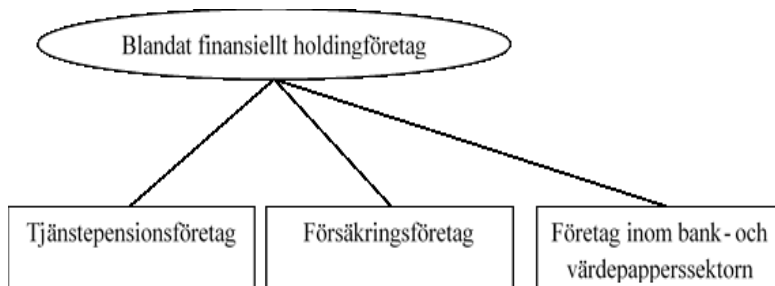 Blandat finansiellt holdingföretag
Tjänstepensionsföretag
Försäkringsföretag
Företag inom bank- och
värdepapperssektorn